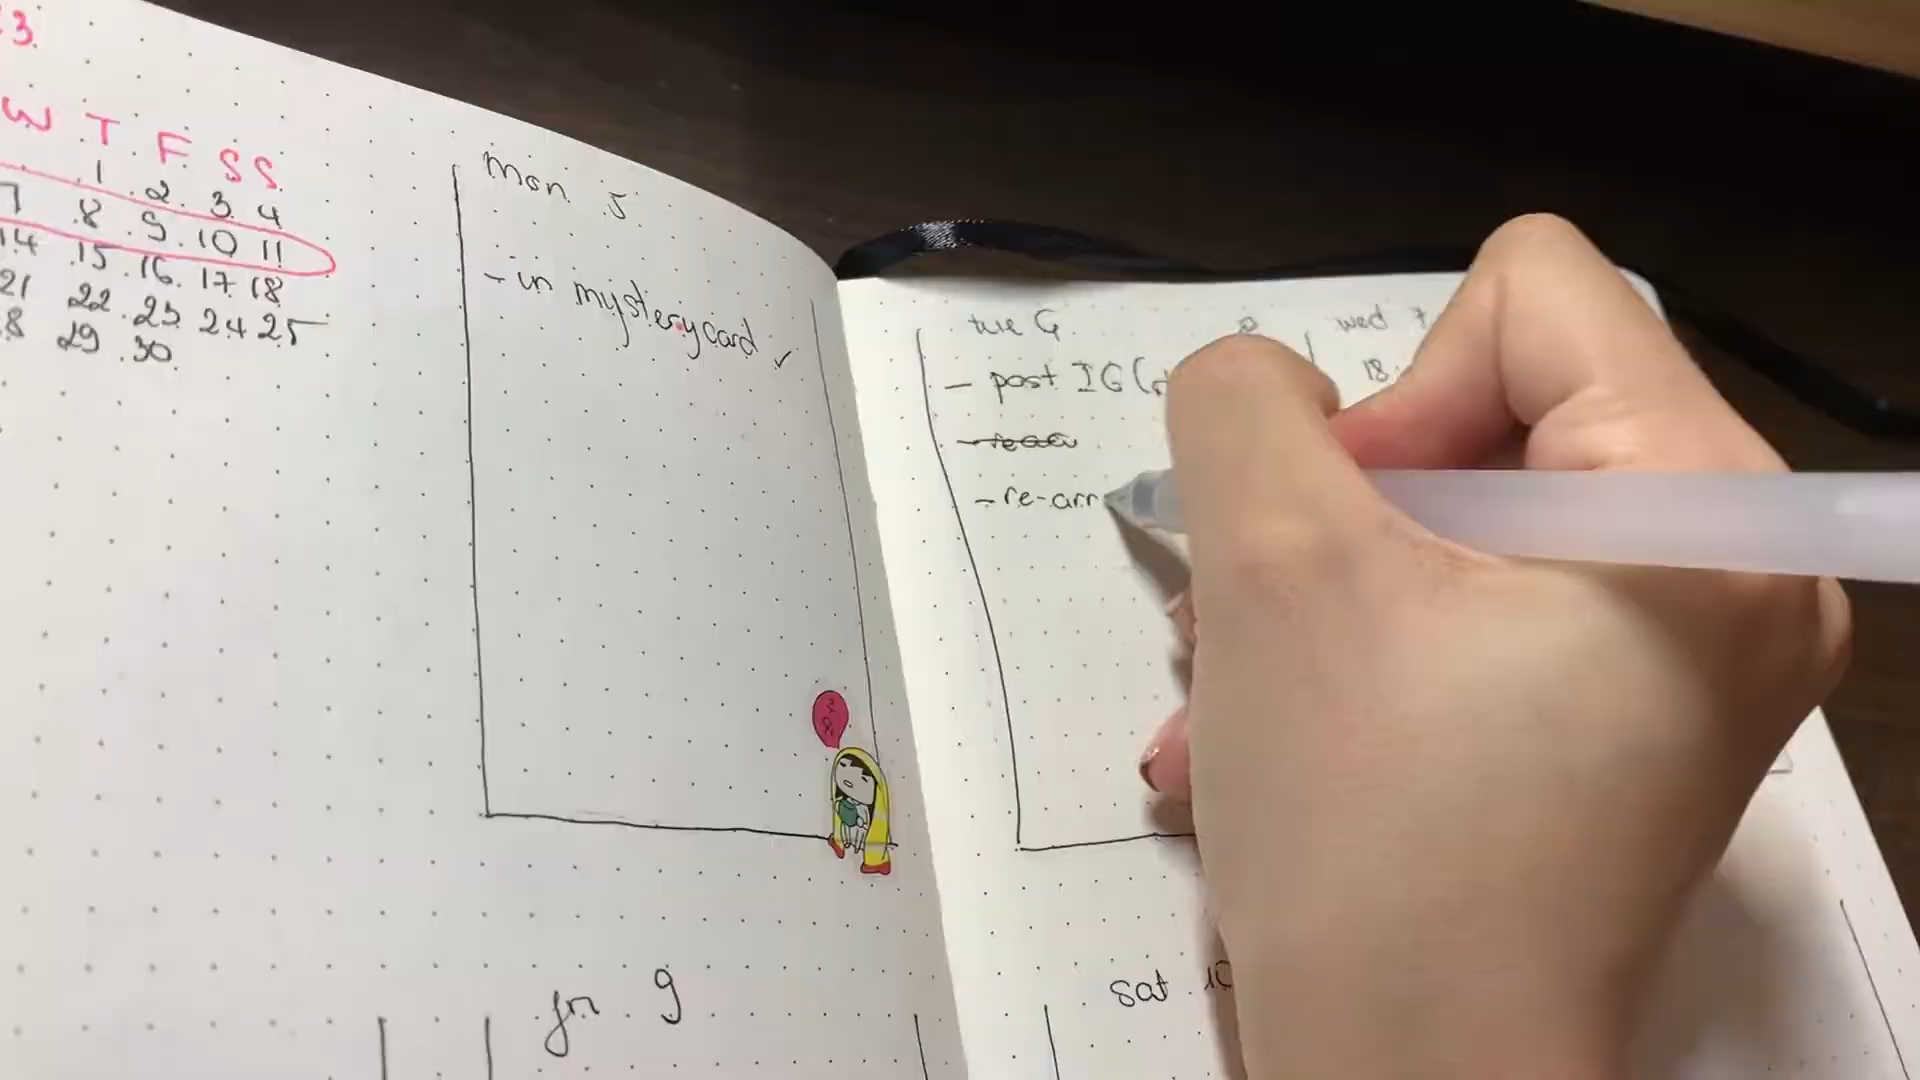 3.
W T F S S
1 2 3 4
7 8 9 10 11
14 15 16 17 18
21 22 23 24 25
8 29 30
mon 5
- in mystery card ✓
tue 6
- post IG (
- re-arr
wed 7
18
fri 9
sat 10